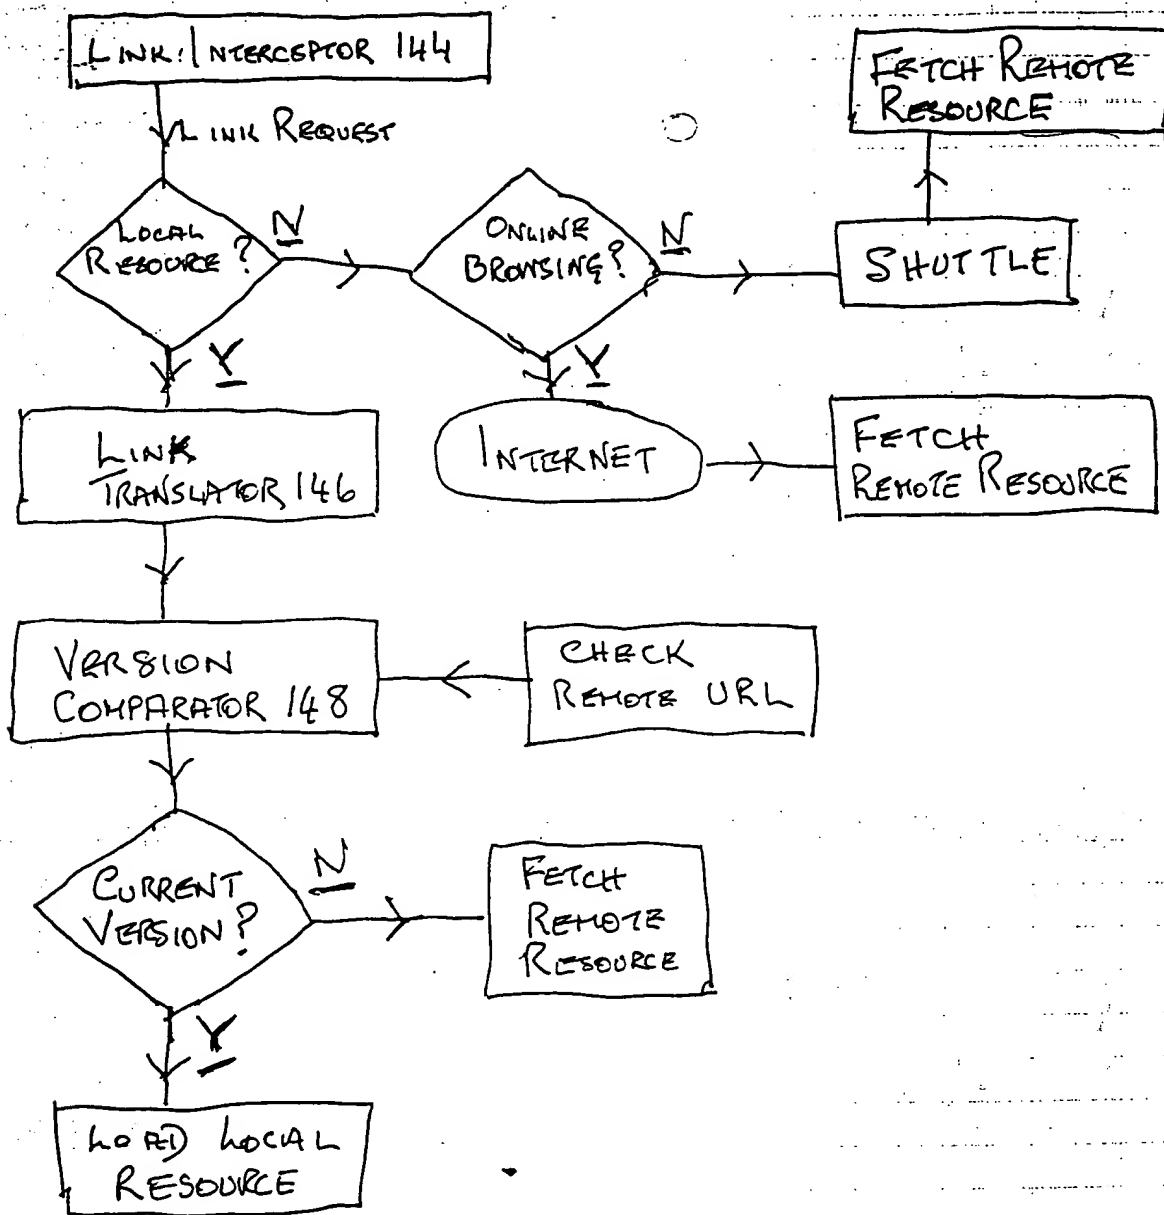 LINK INTERCEPTOR 144
LINK REQUEST
FETCH REMOTE
RESOURCE
LOCAL
RESOURCE?
N
ONLINE
BROWSING?
N
SHUTTLE
Y
Y
LINK
TRANSLATOR 146
INTERNET
FETCH
REMOTE RESOURCE
VERSION
COMPARATOR 148
CHECK
REMOTE URL
CURRENT
VERSION?
N
FETCH
REMOTE
RESOURCE
Y
LOAD LOCAL
RESOURCE